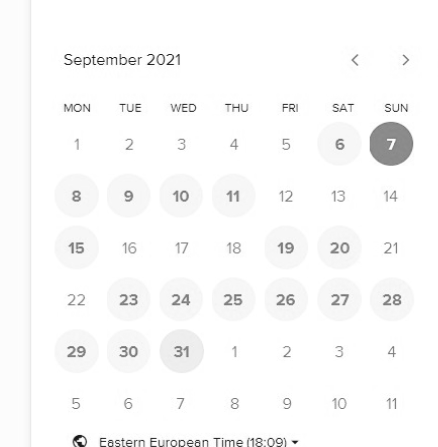 September 2021 < >
MON TUE WED THU FRI SAT SUN
1 2 3 4 5 6 7
8 9 10 11 12 13 14
15 16 17 18 19 20 21
22 23 24 25 26 27 28
29 30 31 1 2 3 4
5 6 7 8 9 10 11
Eastern European Time (18:09)